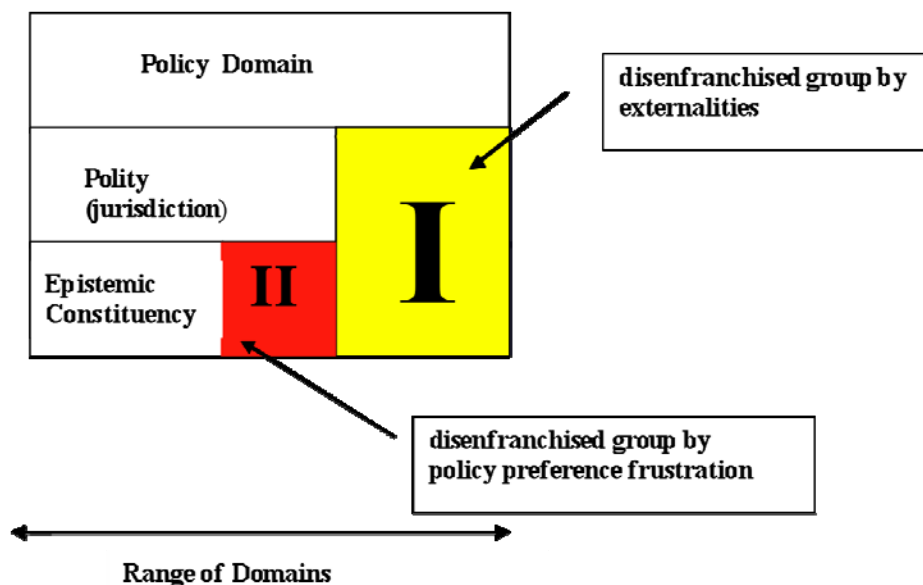 Policy Domain
disenfranchised group by
externalities
Polity
(jurisdiction)
I
Epistemic
Constituency
II
disenfranchised group by
policy preference frustration
Range of Domains